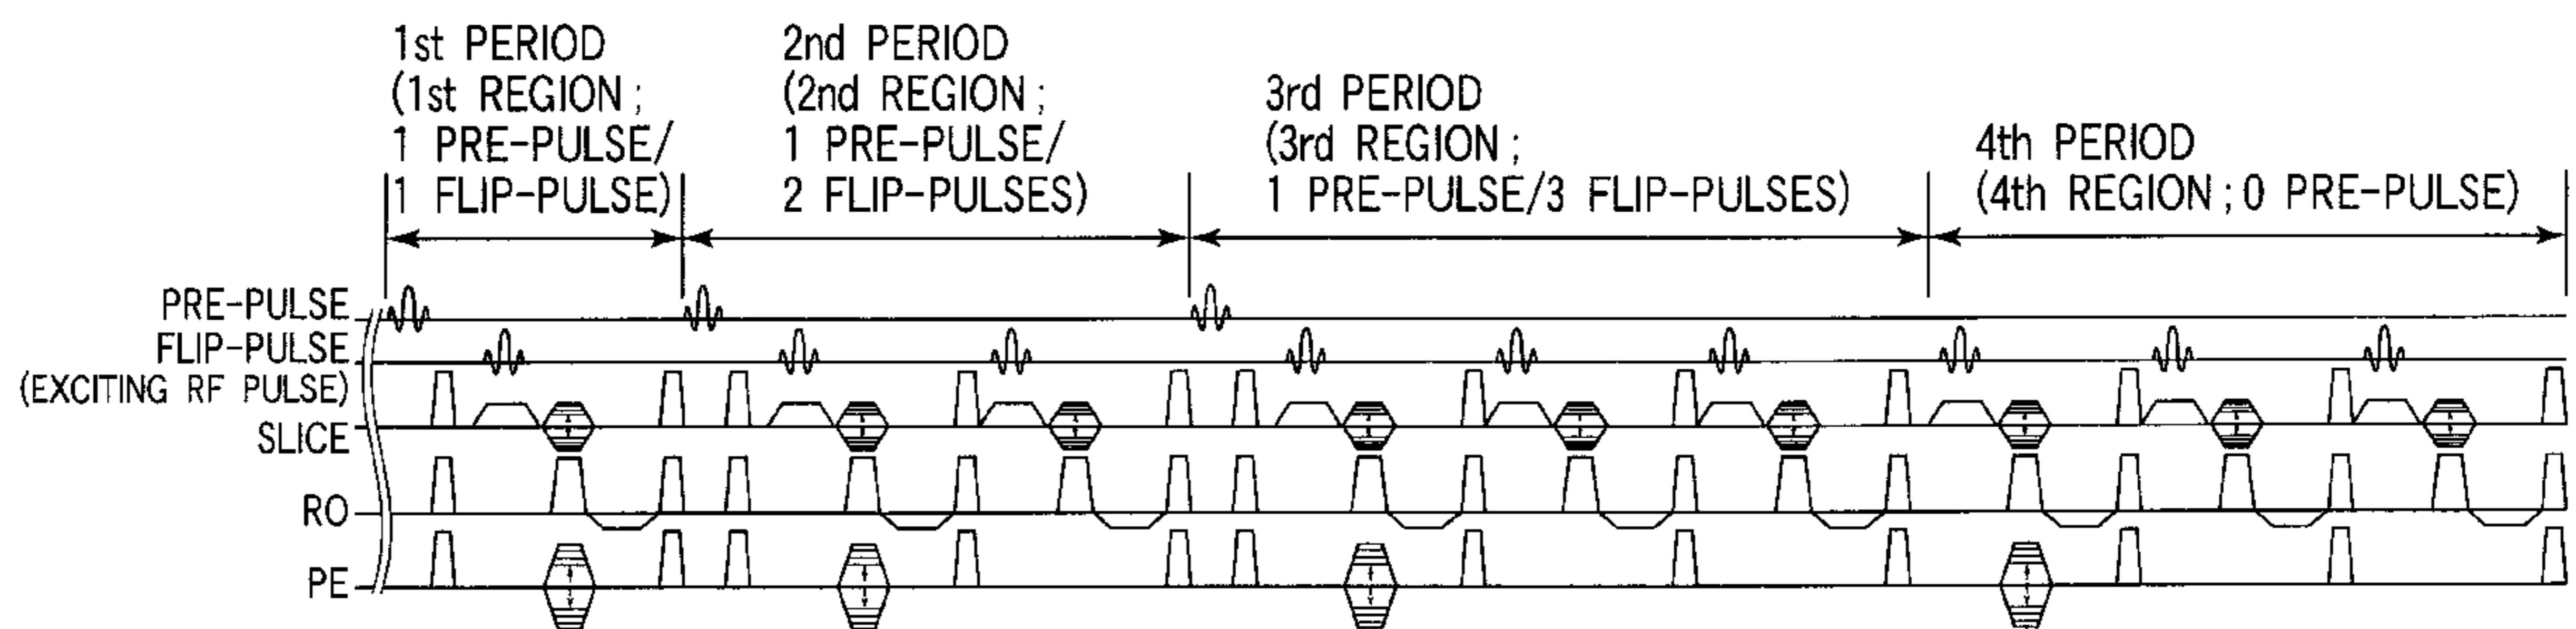 1st PERIOD
(1st REGION;
1 PRE-PULSE/
1 FLIP-PULSE)
2nd PERIOD
(2nd REGION;
1 PRE-PULSE/
2 FLIP-PULSES)
3rd PERIOD
(3rd REGION;
1 PRE-PULSE/3 FLIP-PULSES)
4th PERIOD
(4th REGION; 0 PRE-PULSE)
PRE-PULSE
FLIP-PULSE
(EXCITING RF PULSE)
SLICE
RO
PE